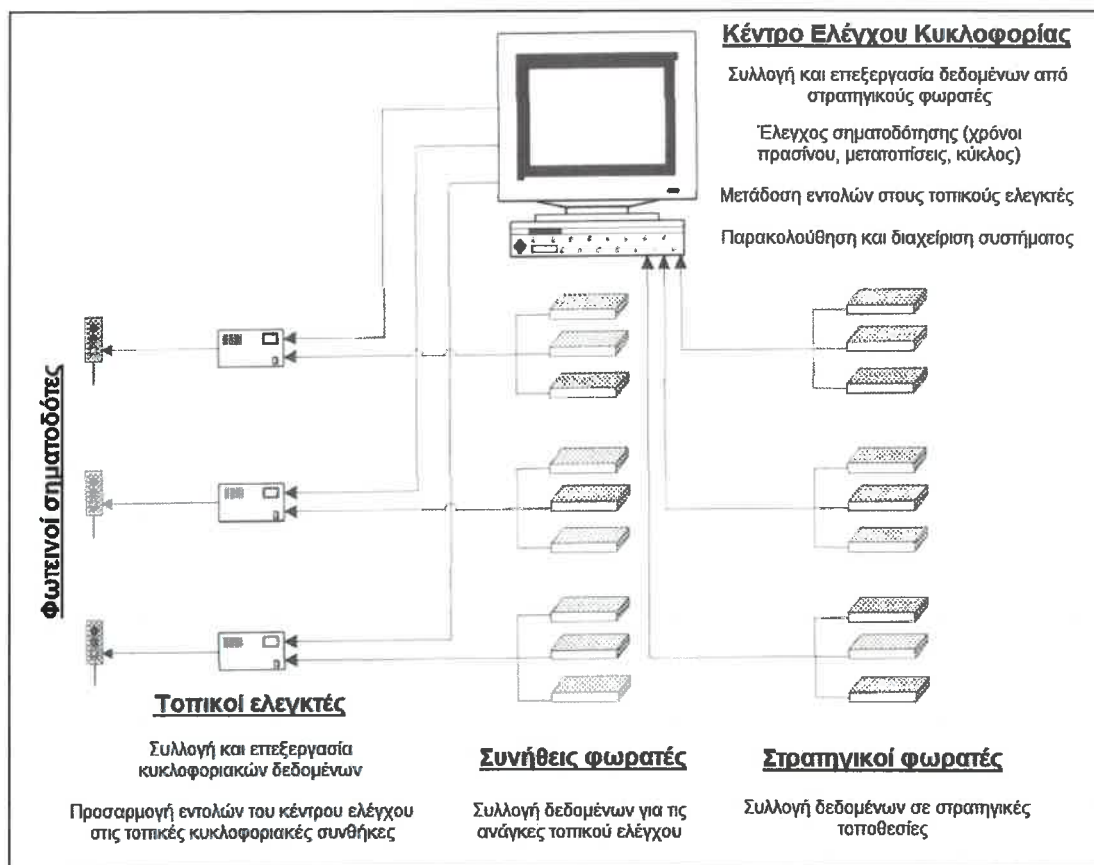 Κέντρο Ελέγχου Κυκλοφορίας
Συλλογή και επεξεργασία δεδομένων από
στρατηγικούς φωρατές
Έλεγχος σηματοδότησης (χρόνοι
πρασίνου, μετατοπίσεις, κύκλος)
Μετάδοση εντολών στους τοπικούς ελεγκτές
Παρακολούθηση και διαχείριση συστήματος
Φωτεινοί σηματοδότες
Τοπικοί ελεγκτές
Συλλογή και επεξεργασία
κυκλοφοριακών δεδομένων
Προσαρμογή εντολών του κέντρου ελέγχου
στις τοπικές κυκλοφοριακές συνθήκες
Συνήθεις φωρατές
Συλλογή δεδομένων για τις
ανάγκες τοπικού ελέγχου
Στρατηγικοί φωρατές
Συλλογή δεδομένων σε στρατηγικές
τοποθεσίες